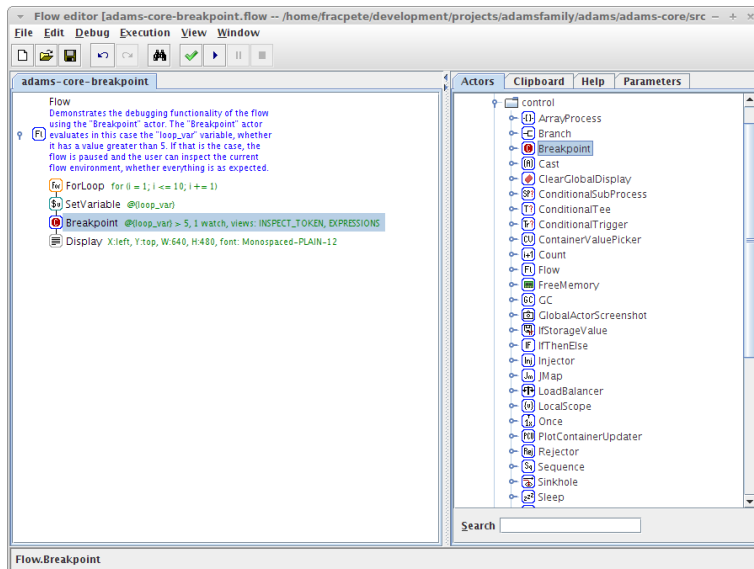 Flow editor [adams-core-breakpoint.flow -- /home/fracpete/development/projects/adamsfamily/adams/adams-core/src
File Edit Debug Execution View Window
adams-core-breakpoint
Flow
Demonstrates the debugging functionality of the flow
using the "Breakpoint" actor. The "Breakpoint" actor
evaluates in this case the "loop_var" variable, whether
it has a value greater than 5. If that is the case, the
flow is paused and the user can inspect the current
flow environment, whether everything is as expected.
ForLoop for (i = 1; i <= 10; i += 1)
SetVariable @{loop_var}
Breakpoint @{loop_var} > 5, 1 watch, views: INSPECT_TOKEN, EXPRESSIONS
Display X:left, Y:top, W:640, H:480, font: Monospaced-PLAIN-12
Actors Clipboard Help Parameters
control
ArrayProcess
Branch
Breakpoint
Cast
ClearGlobalDisplay
ConditionalSubProcess
ConditionalTee
ConditionalTrigger
ContainerValuePicker
Count
Flow
FreeMemory
GC
GlobalActorScreenshot
IfStorageValue
IfThenElse
Injector
JMap
LoadBalancer
LocalScope
Once
PlotContainerUpdater
Rejector
Sequence
Sinkhole
Sleep
Search
Flow.Breakpoint